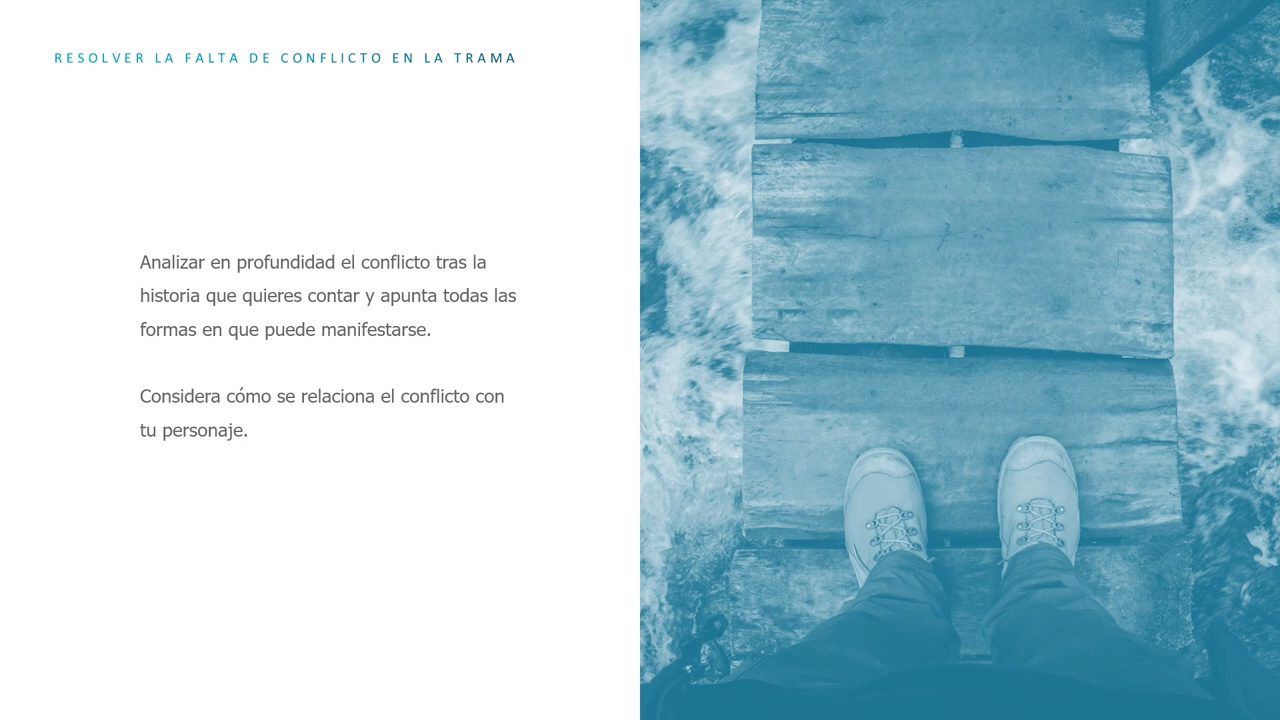 RESOLVER LA FALTA DE CONFLICTO EN LA TRAMA
Analizar en profundidad el conflicto tras la
historia que quieres contar y apunta todas las
formas en que puede manifestarse.
Considera cómo se relaciona el conflicto con
tu personaje.